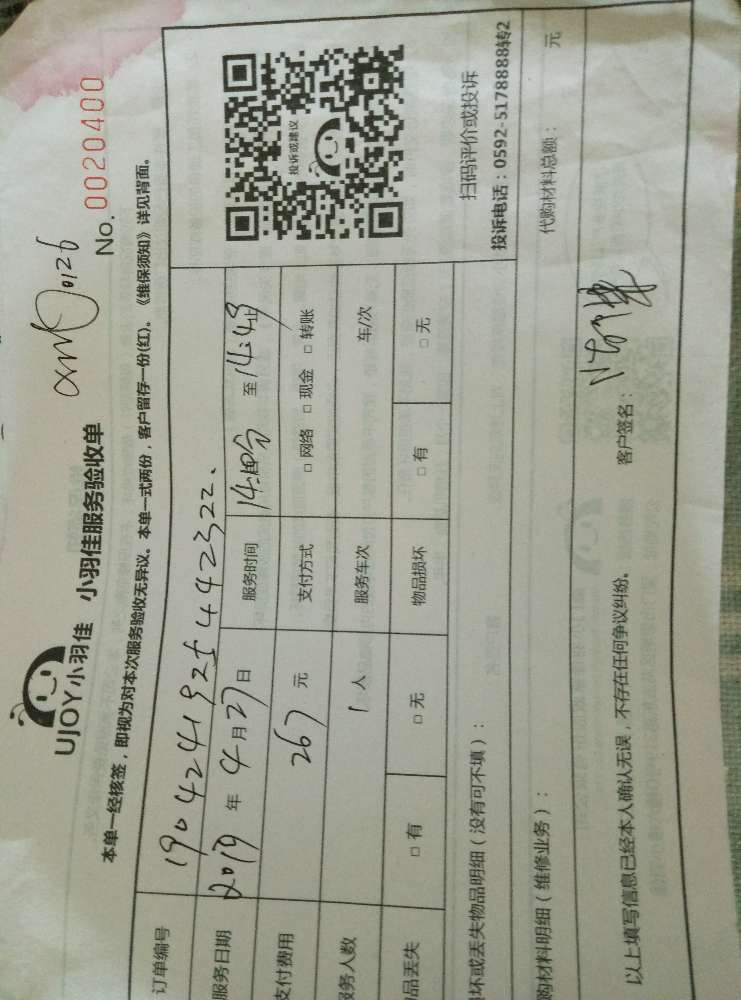 UJOY小羽佳 小羽佳服务验收单
No. 0020400
本单一经核签，即视为对本次服务验收无异议。本单一式两份，客户留存一份(红)。《维保须知》详见背面。
订单编号 1904241925442322.
服务日期 2019 年 4 月 27 日 服务时间 至 14:49止
支付费用 267 元 支付方式 □ 网络 □ 现金 □ 转账
服务人数 1 人 服务车次 车/次
品丢失 □ 有 □ 无 物品损坏 □ 有 □ 无
投诉或建议
扫码评价或投诉
投诉电话：0592-5178888转2
坏或丢失物品明细（没有可不填）：
购材料明细（维修业务）： 代购材料总额： 元
以上填写信息已经本人确认无误，不存在任何争议纠纷。 客户签名：